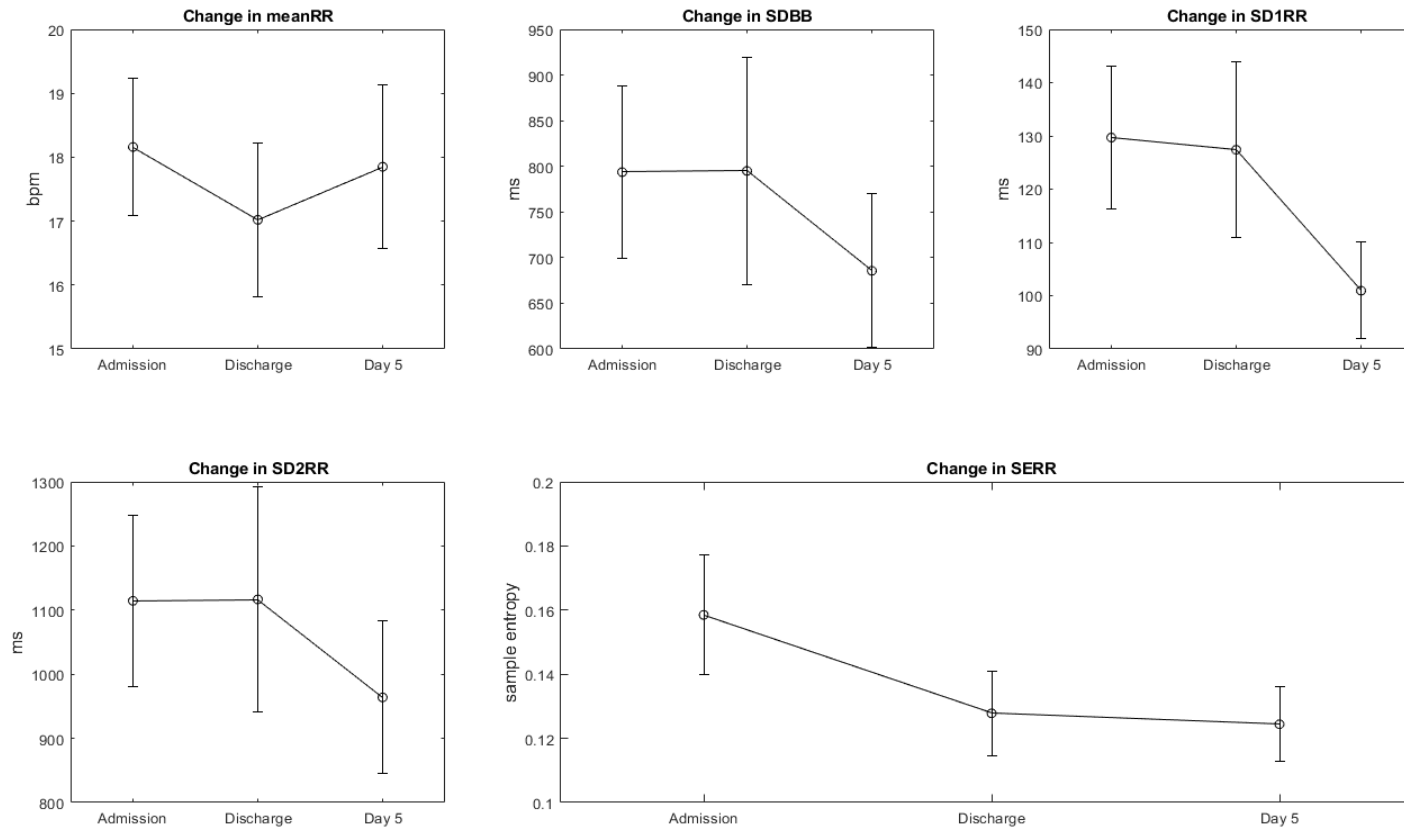 Change in meanRR
20
19
18
17
16
15
bpm
Admission
Discharge
Day 5
Change in SDBB
950
900
850
800
750
700
650
600
ms
Admission
Discharge
Day 5
Change in SD1RR
150
140
130
120
110
100
90
ms
Admission
Discharge
Day 5
Change in SD2RR
1300
1200
1100
1000
900
800
ms
Admission
Discharge
Day 5
Change in SERR
0.2
0.18
0.16
0.14
0.12
0.1
sample entropy
Admission
Discharge
Day 5